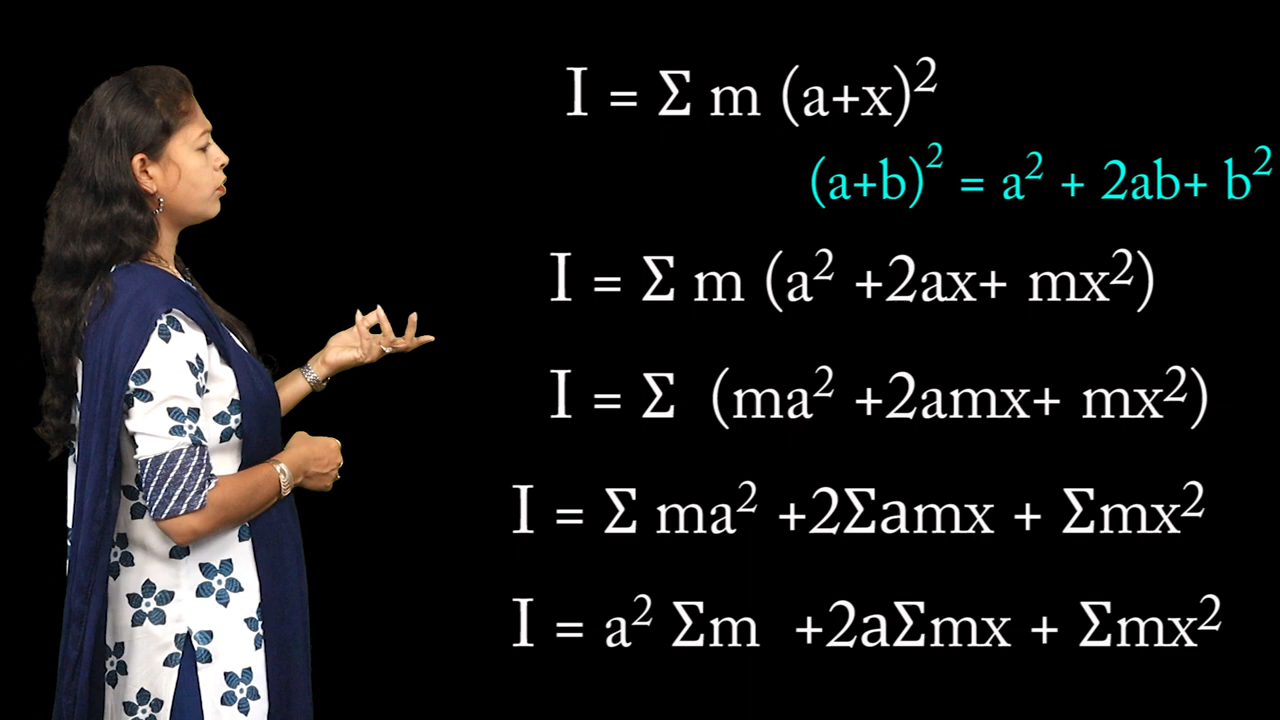 I = Σ m (a+x)²
(a+b)² = a² + 2ab+ b²
I = Σ m (a² +2ax+ mx²)
I = Σ (ma² +2amx+ mx²)
I = Σ ma² +2Σamx + Σmx²
I = a² Σm +2aΣmx + Σmx²